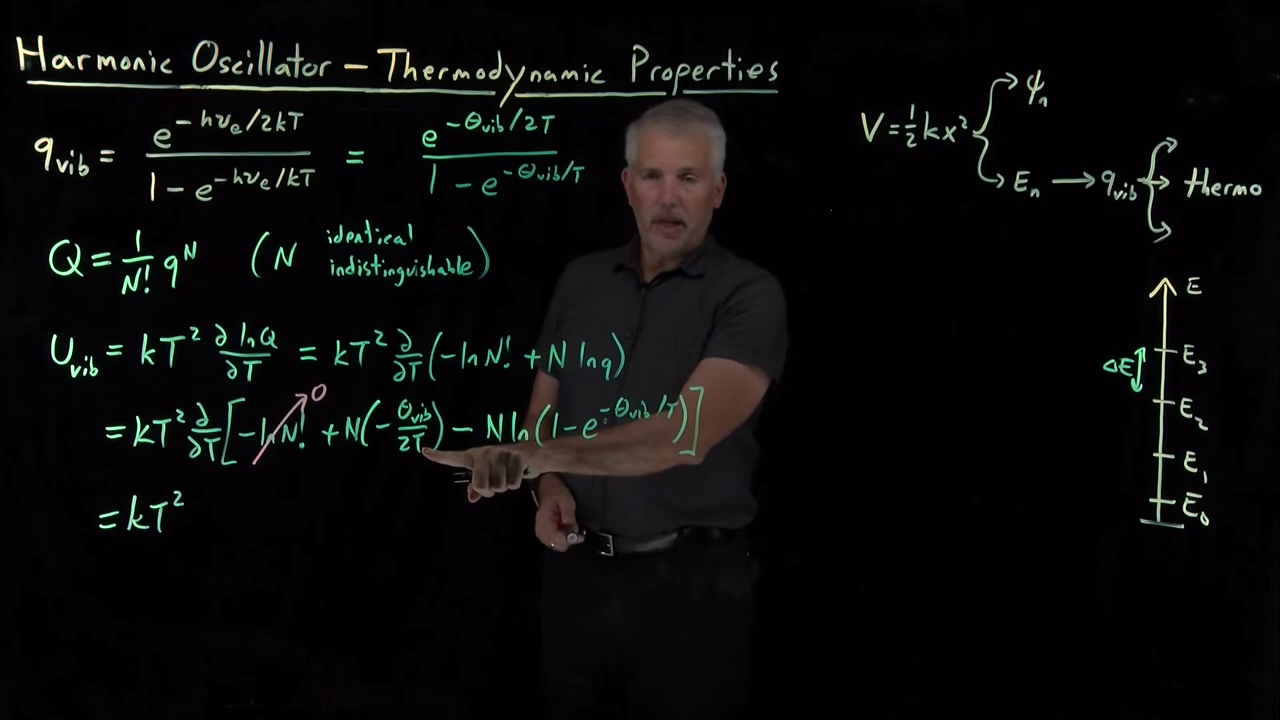 Harmonic Oscillator – Thermodynamic Properties
q_vib = e^{-hν_e/2kT} / (1 - e^{-hν_e/kT}) = e^{-Θ_vib/2T} / (1 - e^{-Θ_vib/T})
Q = 1/N! q^N (N identical indistinguishable)
U_vib = kT² ∂lnQ/∂T = kT² ∂/∂T (-ln N! + N ln q)
= kT² ∂/∂T [-ln N! → 0 + N(-Θ_vib/2T) - N ln(1 - e^{-Θ_vib/T})]
= kT²
V = ½kx²
ψ_n
E_n → q_vib → thermo
E
E_3
ΔE
E_2
E_1
E_0